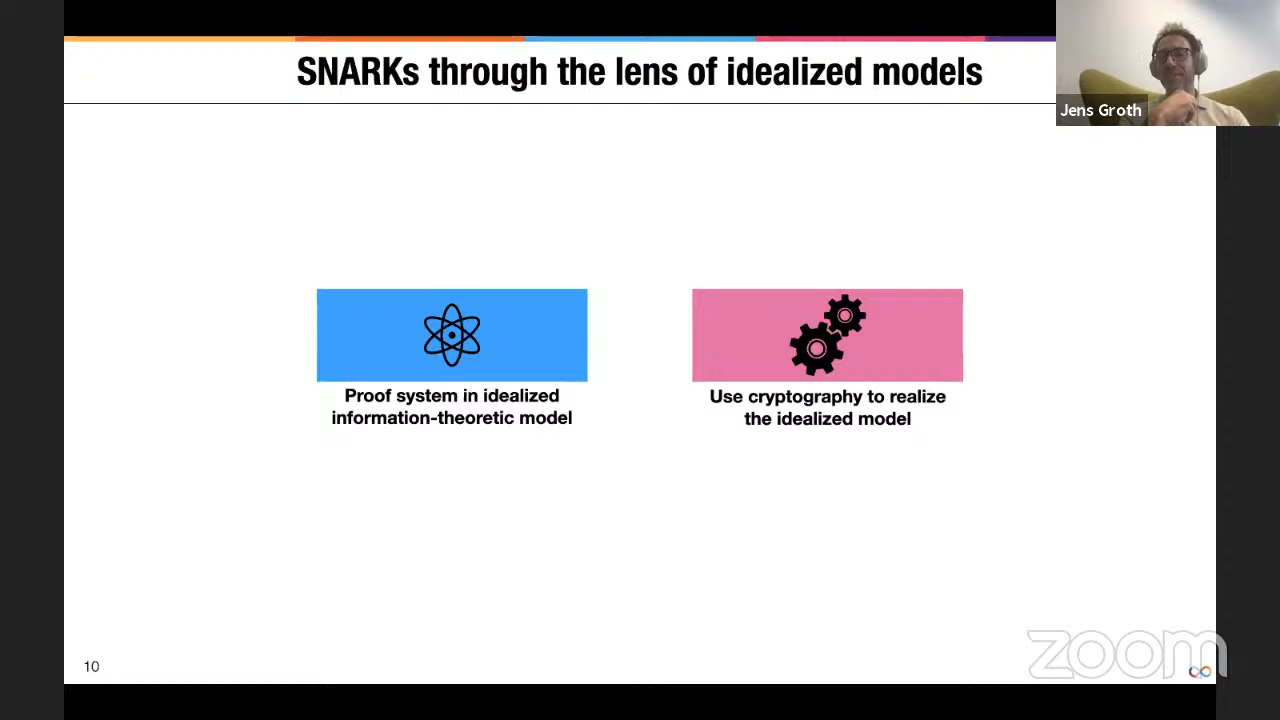 SNARKs through the lens of idealized models
Jens Groth
Proof system in idealized
information-theoretic model
Use cryptography to realize
the idealized model
10
zoom